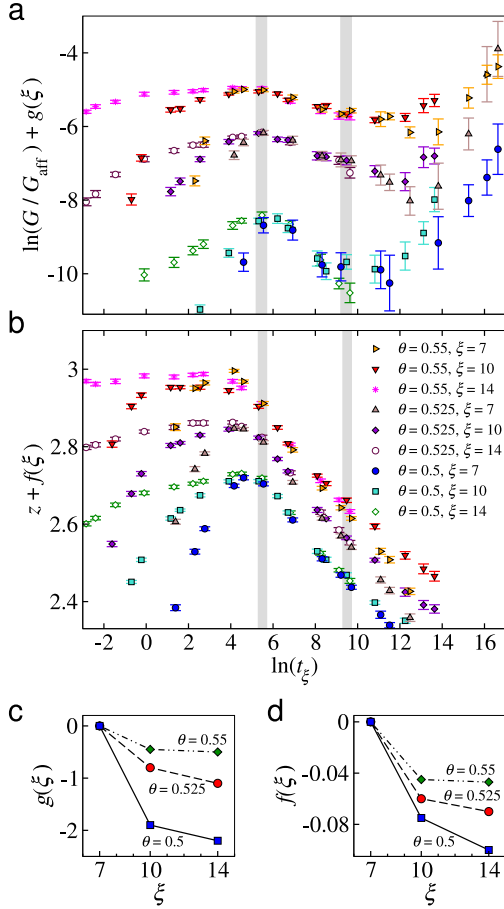 a
ln(G / G_aff) + g(ξ)
-4
-6
-8
-10
b
z + f(ξ)
3
2.8
2.6
2.4
θ = 0.55, ξ = 7
θ = 0.55, ξ = 10
θ = 0.55, ξ = 14
θ = 0.525, ξ = 7
θ = 0.525, ξ = 10
θ = 0.525, ξ = 14
θ = 0.5, ξ = 7
θ = 0.5, ξ = 10
θ = 0.5, ξ = 14
-2 0 2 4 6 8 10 12 14 16
ln(t_ξ)
c
g(ξ)
0
-1
-2
θ = 0.55
θ = 0.525
θ = 0.5
7 10 14
ξ
d
f(ξ)
0
-0.04
-0.08
θ = 0.55
θ = 0.525
θ = 0.5
7 10 14
ξ